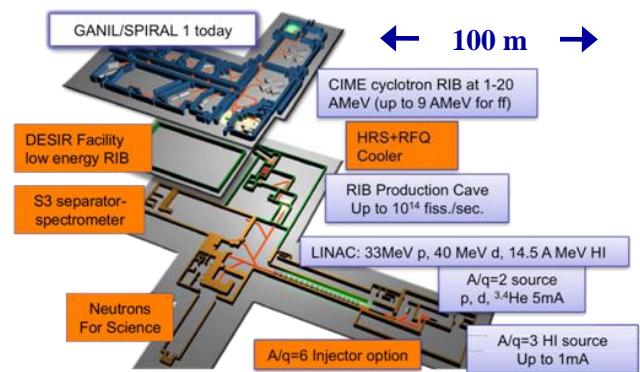 GANIL/SPIRAL 1 today
100 m
CIME cyclotron RIB at 1-20
AMeV (up to 9 AMeV for ff)
DESIR Facility
low energy RIB
HRS+RFQ
Cooler
S3 separator-
spectrometer
RIB Production Cave
Up to 10¹⁴ fiss./sec.
LINAC: 33MeV p, 40 MeV d, 14.5 A MeV HI
A/q=2 source
p, d, ³,⁴He 5mA
Neutrons
For Science
A/q=6 Injector option
A/q=3 HI source
Up to 1mA